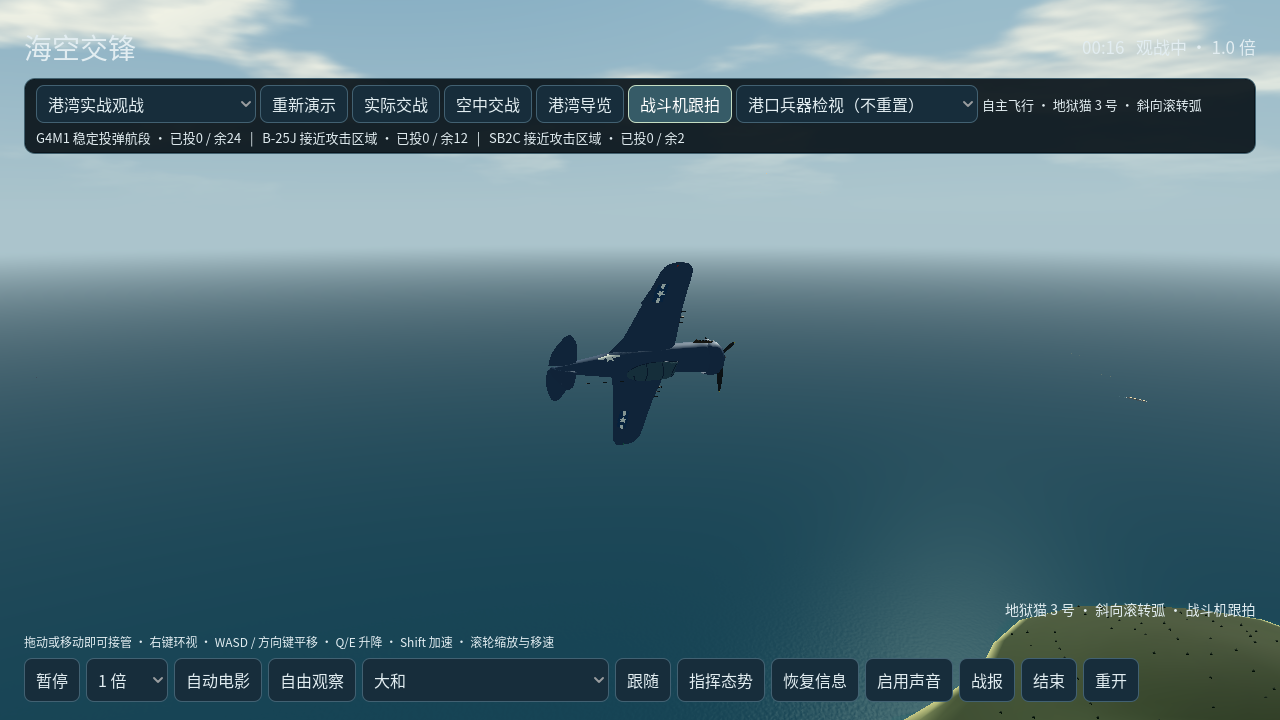 海空交锋
00:16 观战中 · 1.0 倍
港湾实战观战 重新演示 实际交战 空中交战 港湾导览 战斗机跟拍 港口兵器检视（不重置） 自主飞行 · 地狱猫 3 号 · 斜向滚转弧
G4M1 稳定投弹航段 · 已投0 / 余24 | B-25J 接近攻击区域 · 已投0 / 余12 | SB2C 接近攻击区域 · 已投0 / 余2
地狱猫 3 号 · 斜向滚转弧 · 战斗机跟拍
拖动或移动即可接管 · 右键环视 · WASD / 方向键平移 · Q/E 升降 · Shift 加速 · 滚轮缩放与移速
暂停 1 倍 自动电影 自由观察 大和 跟随 指挥态势 恢复信息 启用声音 战报 结束 重开